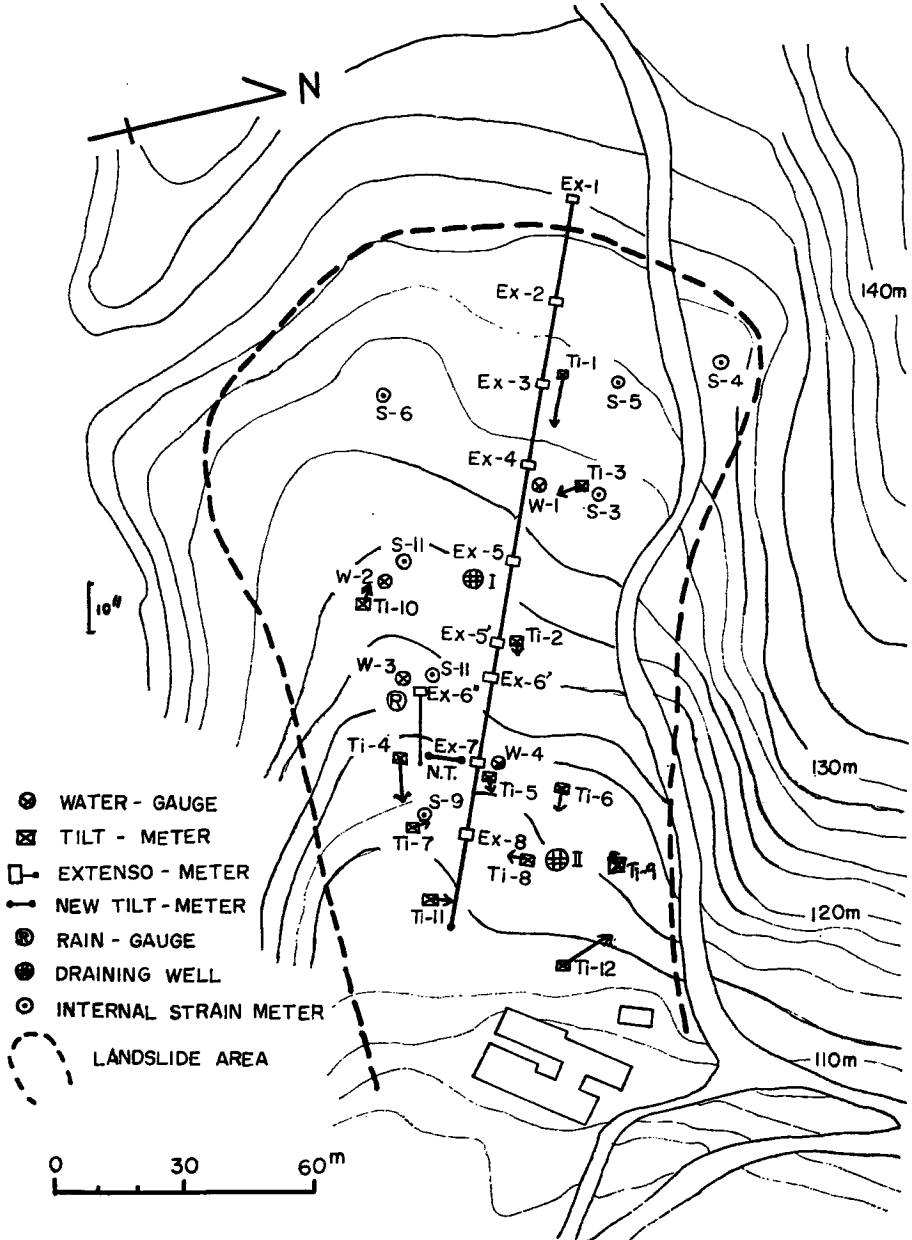 N
Ex-1
Ex-2
140m
Ti-1
Ex-3
S-4
S-5
S-6
Ex-4
Ti-3
W-1
S-3
S-11
Ex-5
W-2
I
10"
Ti-10
Ex-5'
Ti-2
W-3
S-11
Ex-6'
Ex-6"
R
Ti-4
Ex-7
W-4
N.T.
130m
Ti-5
Ti-6
S-9
Ti-7
Ex-8
II
Ti-8
Ti-9
Ti-11
120m
Ti-12
110m
WATER-GAUGE
TILT-METER
EXTENSO-METER
NEW TILT-METER
R
RAIN-GAUGE
DRAINING WELL
INTERNAL STRAIN METER
LANDSLIDE AREA
0 30 60m